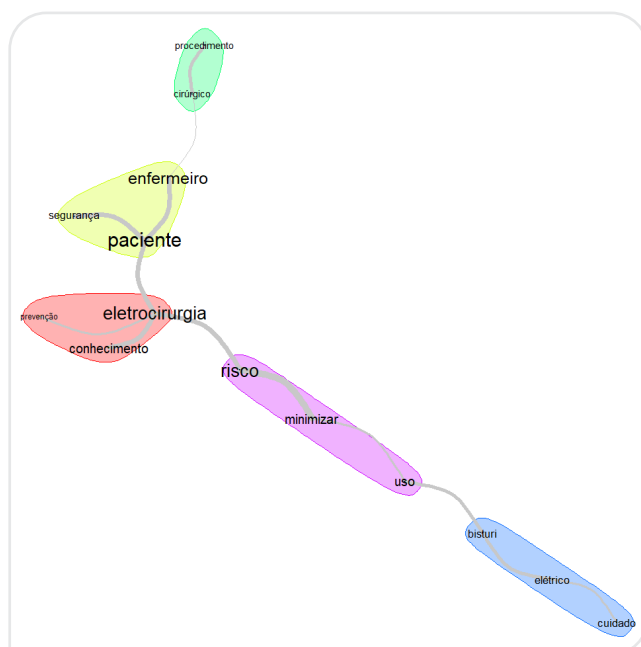 procedimento
cirúrgico
enfermeiro
segurança
paciente
eletrocirurgia
prevenção
conhecimento
risco
minimizar
uso
bisturi
elétrico
cuidado